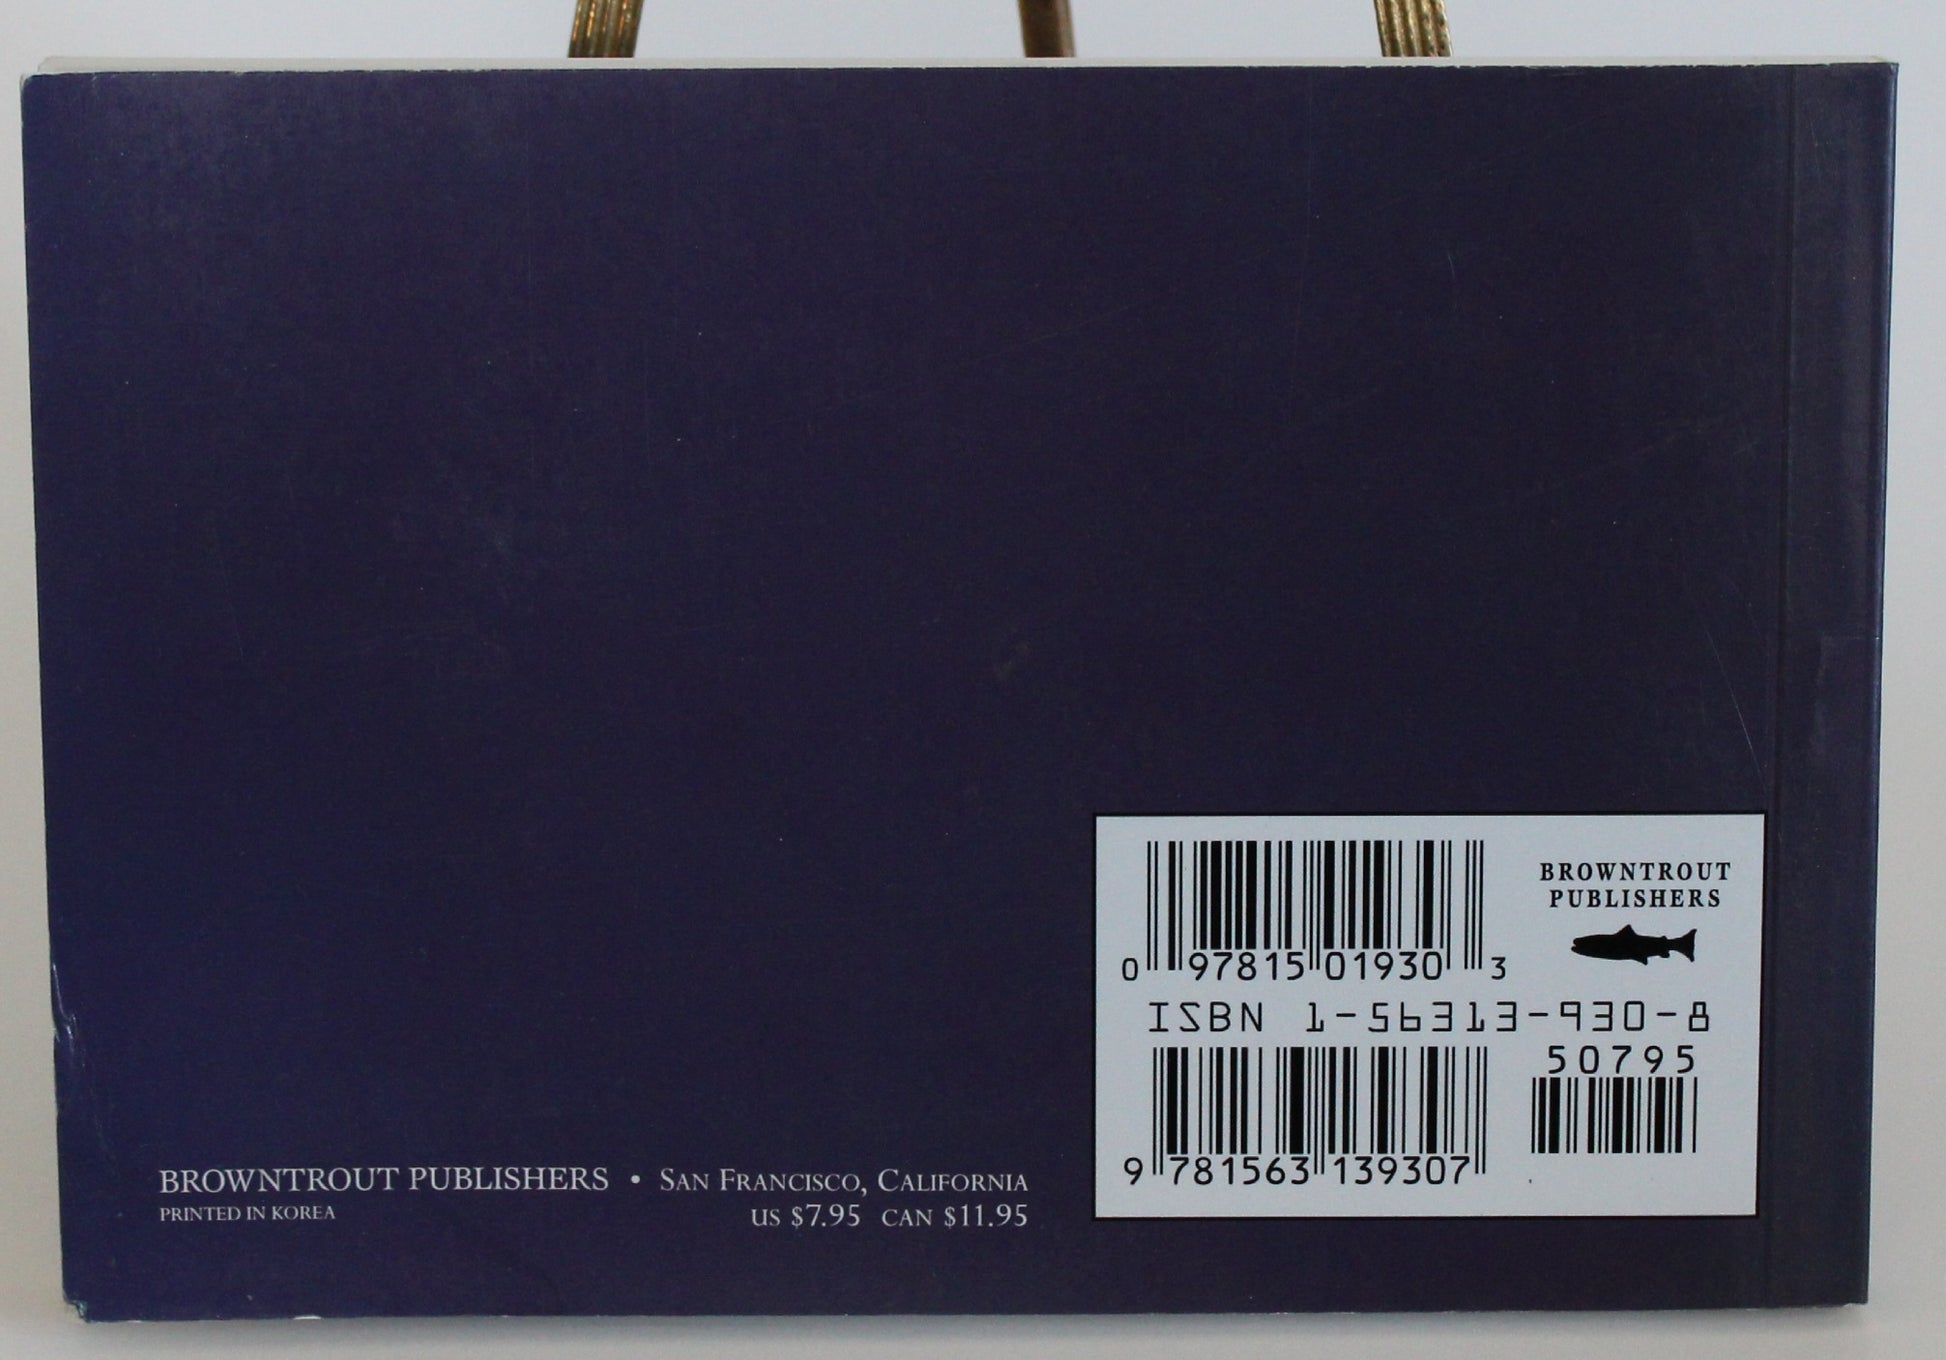 BROWNTROUT
PUBLISHERS
0 97815 01930 3
ISBN 1-56313-930-8
50795
9 781563 139307
BROWNTROUT PUBLISHERS • SAN FRANCISCO, CALIFORNIA
PRINTED IN KOREA
US $7.95 CAN $11.95